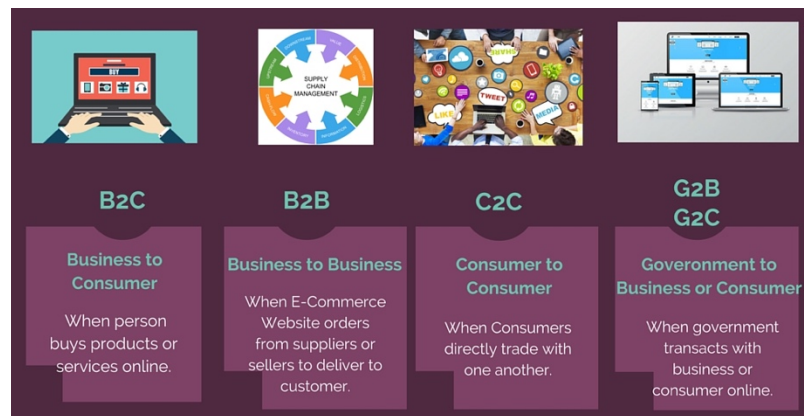 BUY
SUPPLY
CHAIN
MANAGEMENT
INFORMATION
INVENTORY
SHARE
TWEET
LIKE
MEDIA
B2C
B2B
C2C
G2B
G2C
Business to
Consumer
When person
buys products or
services online.
Business to Business
When E-Commerce
Website orders
from suppliers or
sellers to deliver to
customer.
Consumer to
Consumer
When Consumers
directly trade with
one another.
Goveronment to
Business or Consumer
When government
transacts with
business or
consumer online.